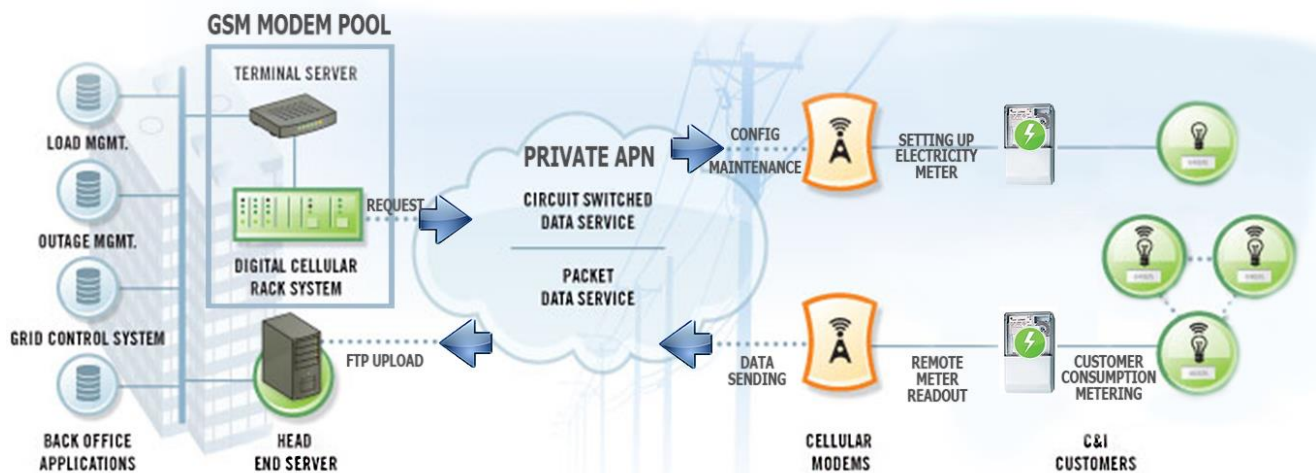 GSM MODEM POOL
TERMINAL SERVER
LOAD MGMT.
OUTAGE MGMT.
GRID CONTROL SYSTEM
BACK OFFICE
APPLICATIONS
DIGITAL CELLULAR
RACK SYSTEM
REQUEST
FTP UPLOAD
HEAD
END SERVER
PRIVATE APN
CIRCUIT SWITCHED
DATA SERVICE
PACKET
DATA SERVICE
CONFIG
MAINTENANCE
SETTING UP
ELECTRICITY
METER
DATA
SENDING
REMOTE
METER
READOUT
CUSTOMER
CONSUMPTION
METERING
CELLULAR
MODEMS
C&I
CUSTOMERS